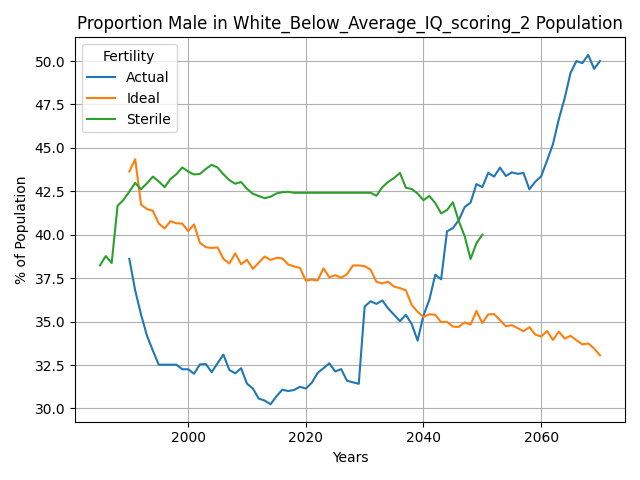 Proportion Male in White_Below_Average_IQ_scoring_2 Population
Fertility
Actual
Ideal
Sterile
% of Population
50.0
47.5
45.0
42.5
40.0
37.5
35.0
32.5
30.0
2000
2020
2040
2060
Years